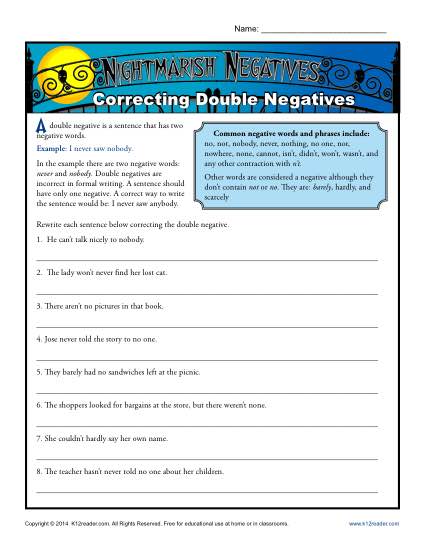 Name:
Nightmarish Negatives
Correcting Double Negatives
A double negative is a sentence that has two
negative words.
Example: I never saw nobody.
In the example there are two negative words:
never and nobody. Double negatives are
incorrect in formal writing. A sentence should
have only one negative. A correct way to write
the sentence would be: I never saw anybody.
Common negative words and phrases include:
no, not, nobody, never, nothing, no one, not,
nowhere, none, cannot, isn't, didn't, won't, wasn't, and
any other contraction with n't.
Other words are considered a negative although they
don't contain not or no. They are: barely, hardly, and
scarcely
Rewrite each sentence below correcting the double negative.
1. He can't talk nicely to nobody.
2. The lady won't never find her lost cat.
3. There aren't no pictures in that book.
4. Jose never told the story to no one.
5. They barely had no sandwiches left at the picnic.
6. The shoppers looked for bargains at the store, but there weren't none.
7. She couldn't hardly say her own name.
8. The teacher hasn't never told no one about her children.
Copyright © 2014 K12reader.com. All Rights Reserved. Free for educational use at home or in classrooms.
www.k12reader.com